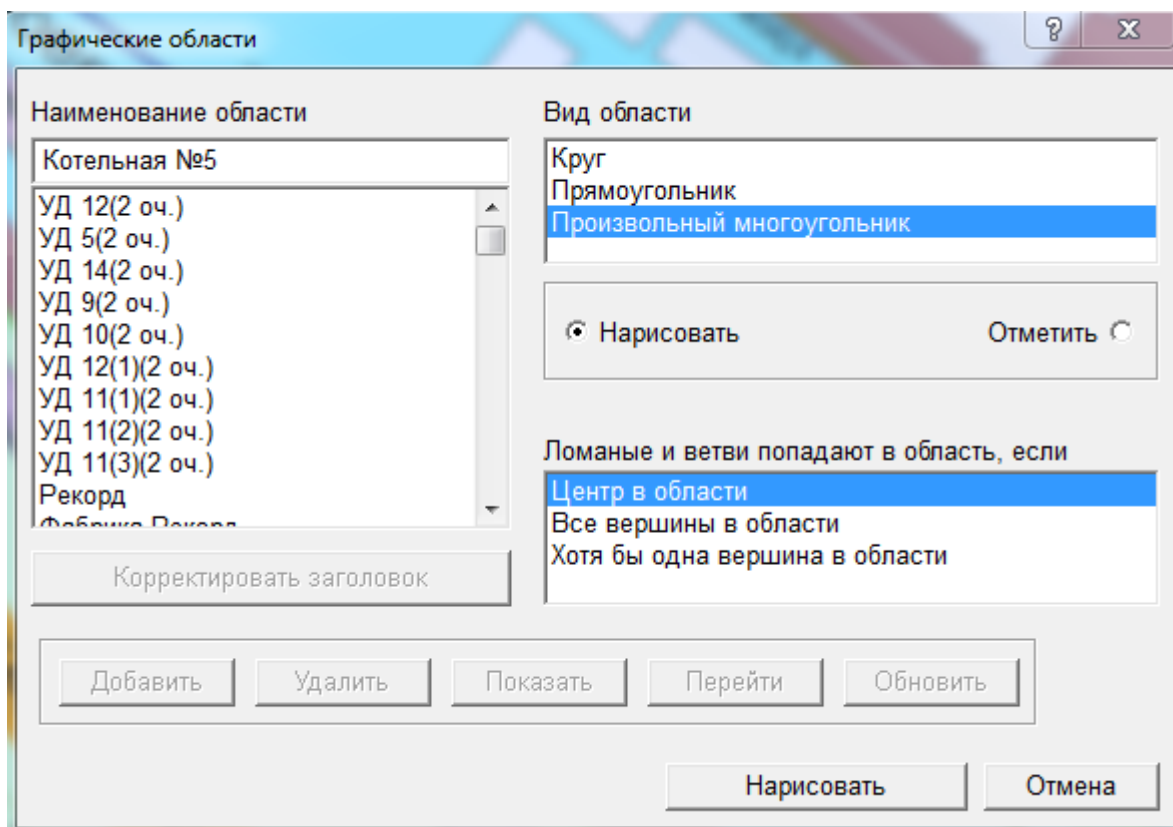 Графические области
Наименование области
Котельная №5
УД 12(2 оч.)
УД 5(2 оч.)
УД 14(2 оч.)
УД 9(2 оч.)
УД 10(2 оч.)
УД 12(1)(2 оч.)
УД 11(1)(2 оч.)
УД 11(2)(2 оч.)
УД 11(3)(2 оч.)
Рекорд
Фабрика Рекорд
Корректировать заголовок
Вид области
Круг
Прямоугольник
Произвольный многоугольник
Нарисовать Отметить
Ломаные и ветви попадают в область, если
Центр в области
Все вершины в области
Хотя бы одна вершина в области
Добавить Удалить Показать Перейти Обновить
Нарисовать Отмена